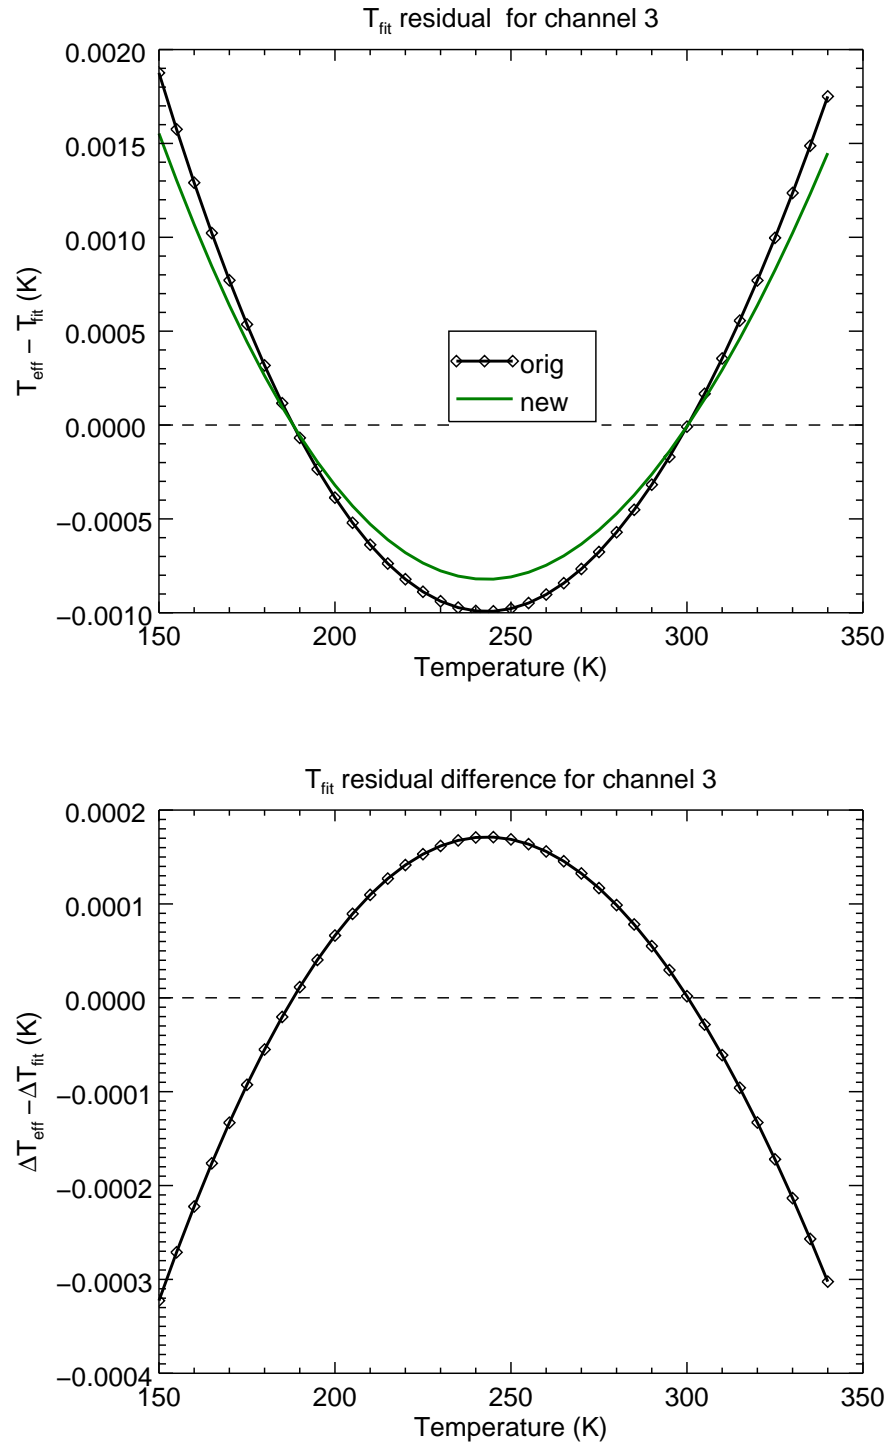 T_fit residual  for channel 3
0.0020
0.0015
0.0010
0.0005
0.0000
−0.0005
−0.0010
T_eff − T_fit (K)
orig
new
150 200 250 300 350
Temperature (K)
T_fit residual difference for channel 3
0.0002
0.0001
0.0000
−0.0001
−0.0002
−0.0003
−0.0004
ΔT_eff −ΔT_fit (K)
150 200 250 300 350
Temperature (K)